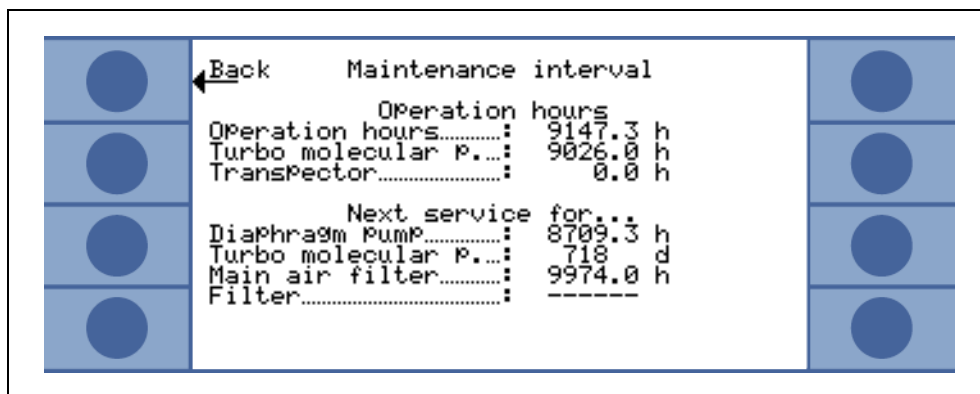 Back Maintenance interval
Operation hours
Operation hours..........: 9147.3 h
Turbo molecular p. ..: 9026.0 h
Transpector....................: 0.0 h
Next service for...
Diaphragm pump............: 8709.3 h
Turbo molecular p. ..: 718 d
Main air filter..........: 9974.0 h
Filter................................: ------